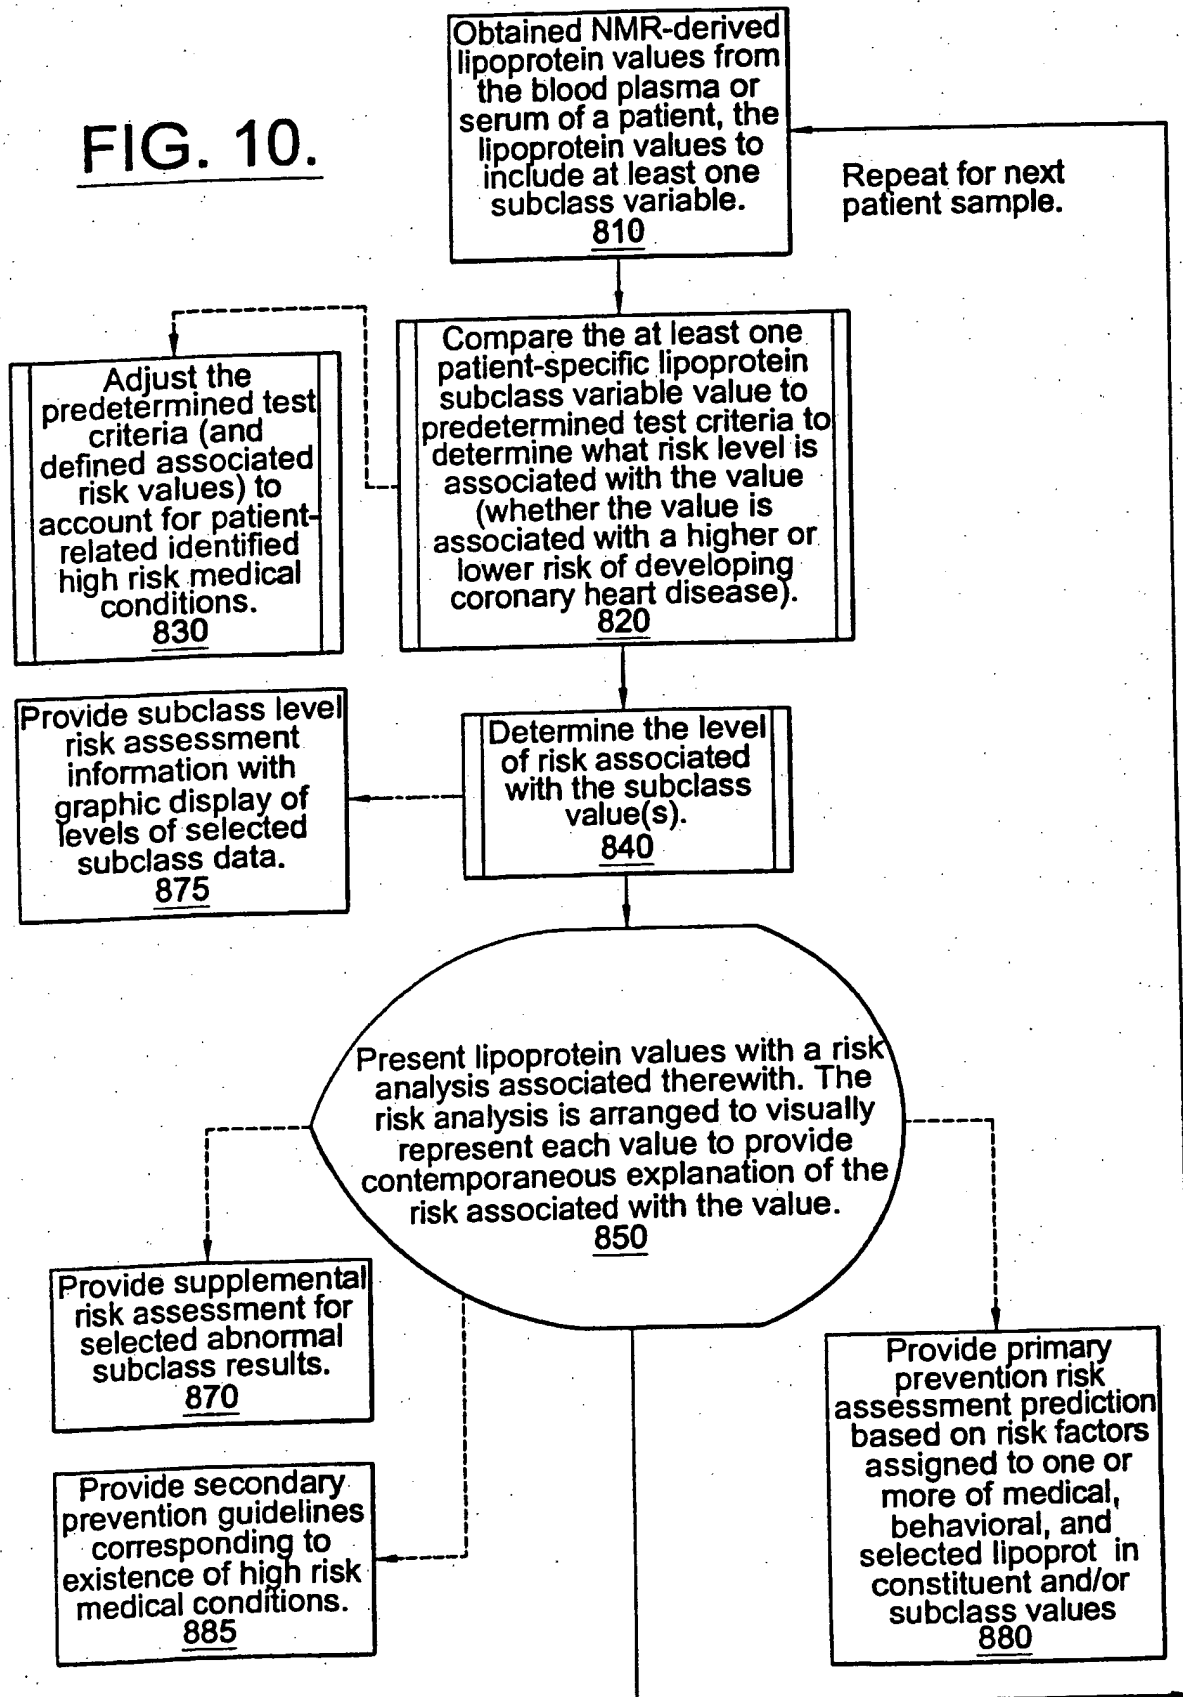 FIG. 10.
Obtained NMR-derived
lipoprotein values from
the blood plasma or
serum of a patient, the
lipoprotein values to
include at least one
subclass variable.
810
Repeat for next
patient sample.
Compare the at least one
patient-specific lipoprotein
subclass variable value to
predetermined test criteria to
determine what risk level is
associated with the value
(whether the value is
associated with a higher or
lower risk of developing
coronary heart disease).
820
Adjust the
predetermined test
criteria (and
defined associated
risk values) to
account for patient-
related identified
high risk medical
conditions.
830
Provide subclass level
risk assessment
information with
graphic display of
levels of selected
subclass data.
875
Determine the level
of risk associated
with the subclass
value(s).
840
Present lipoprotein values with a risk
analysis associated therewith. The
risk analysis is arranged to visually
represent each value to provide
contemporaneous explanation of the
risk associated with the value.
850
Provide supplemental
risk assessment for
selected abnormal
subclass results.
870
Provide secondary
prevention guidelines
corresponding to
existence of high risk
medical conditions.
885
Provide primary
prevention risk
assessment prediction
based on risk factors
assigned to one or
more of medical,
behavioral, and
selected lipoprot in
constituent and/or
subclass values
880